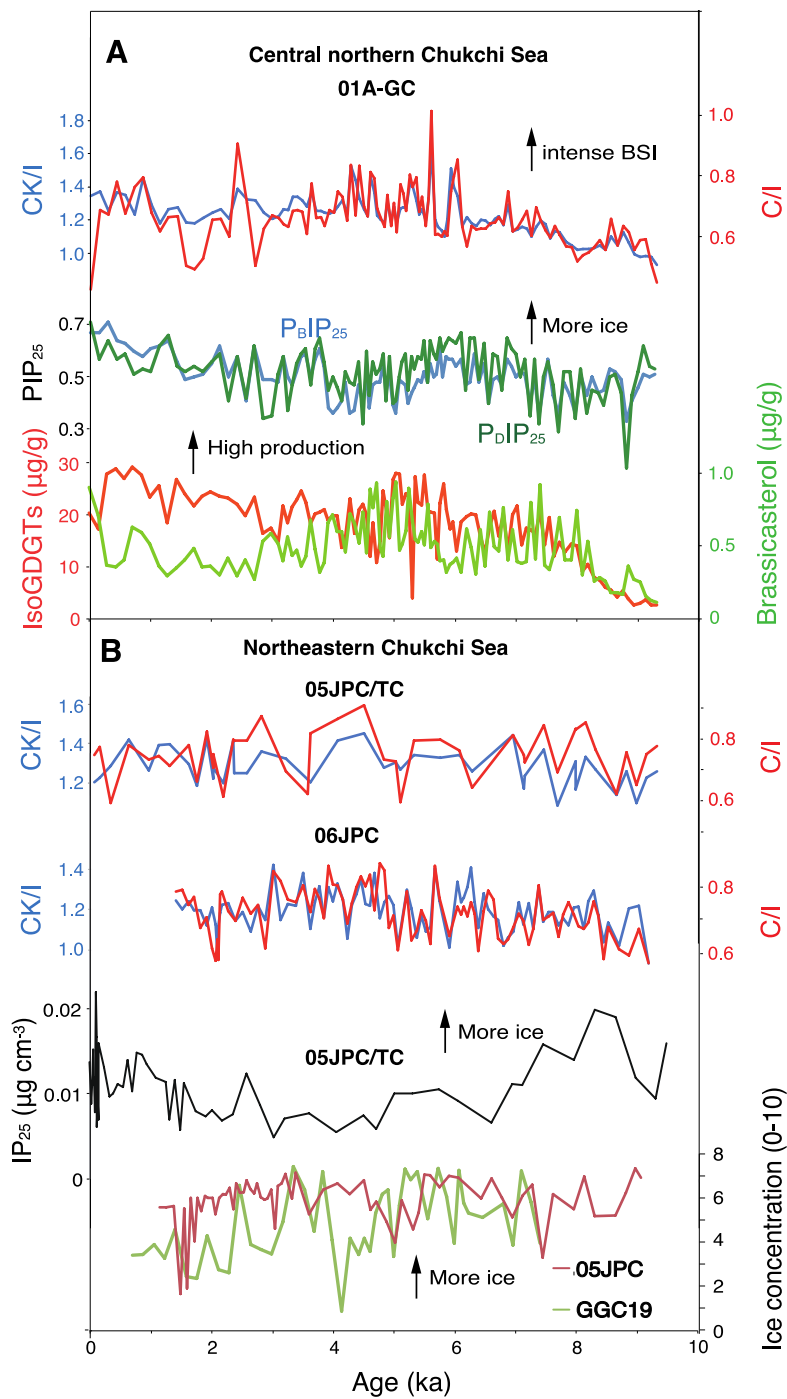 A
Central northern Chukchi Sea
01A-GC
CK/I
1.8
1.6
1.4
1.2
1.0
intense BSI
1.0
0.8
0.6
C/I
PIP25
0.7
0.5
0.3
PBIP25
More ice
PDIP25
High production
IsoGDGTs (μg/g)
30
20
10
0
1.0
0.5
0
Brassicasterol (μg/g)
B
Northeastern Chukchi Sea
05JPC/TC
CK/I
1.6
1.4
1.2
0.8
0.6
C/I
06JPC
CK/I
1.4
1.2
1.0
0.8
0.6
C/I
IP25 (μg cm-3)
0.02
0.01
0
05JPC/TC
More ice
8
6
4
2
0
Ice concentration (0-10)
More ice
05JPC
GGC19
0
2
4
6
8
10
Age (ka)